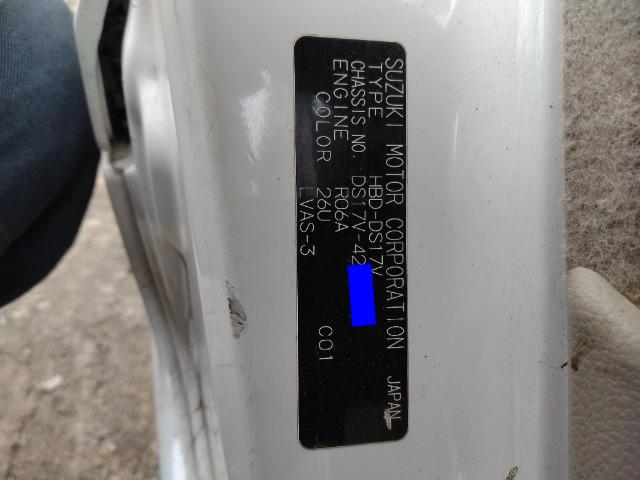 SUZUKI MOTOR CORPORATION JAPAN
TYPE HBD-DS17V
CHASSIS NO. DS17V-42
ENGINE R06A
COLOR 26U C01
LVAS-3